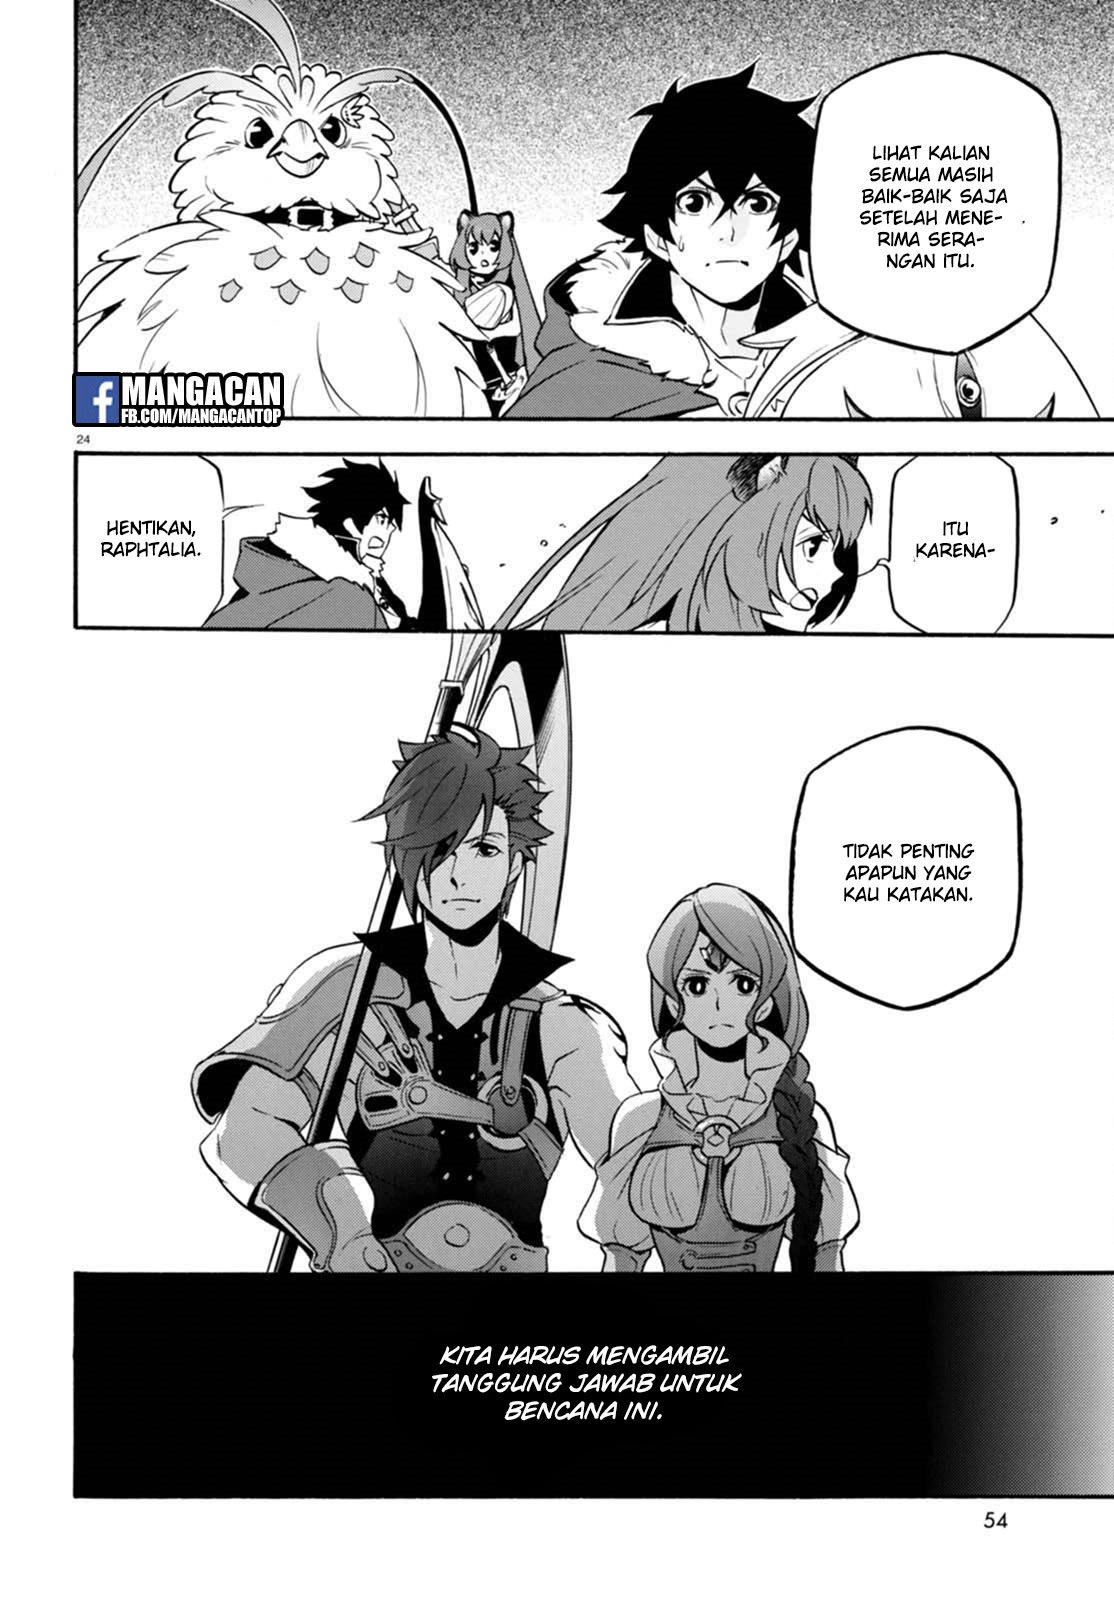 LIHAT KALIAN
SEMUA MASIH
BAIK-BAIK SAJA
SETELAH MENE-
RIMA SERA-
NGAN ITU.
f MANGACAN
FB.COM/MANGACANTOP
24
ITU
KARENA-
HENTIKAN,
RAPHTALIA.
TIDAK PENTING
APAPUN YANG
KAU KATAKAN.
KITA HARUS MENGAMBIL
TANGGUNG JAWAB UNTUK
BENCANA INI.
54